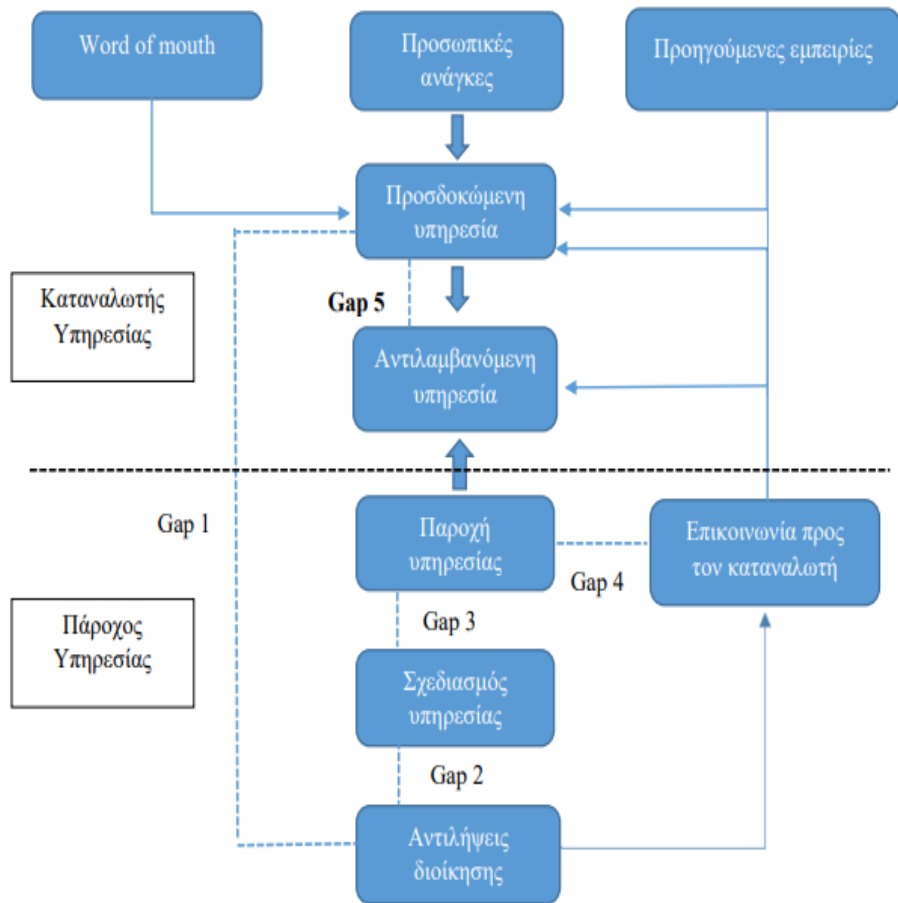 Word of mouth
Προσωπικές
ανάγκες
Προηγούμενες εμπειρίες
Προσδοκώμενη
υπηρεσία
Καταναλωτής
Υπηρεσίας
Gap 5
Αντιλαμβανόμενη
υπηρεσία
Gap 1
Παροχή
υπηρεσίας
Επικοινωνία προς
τον καταναλωτή
Gap 4
Πάροχος
Υπηρεσίας
Gap 3
Σχεδιασμός
υπηρεσίας
Gap 2
Αντιλήψεις
διοίκησης